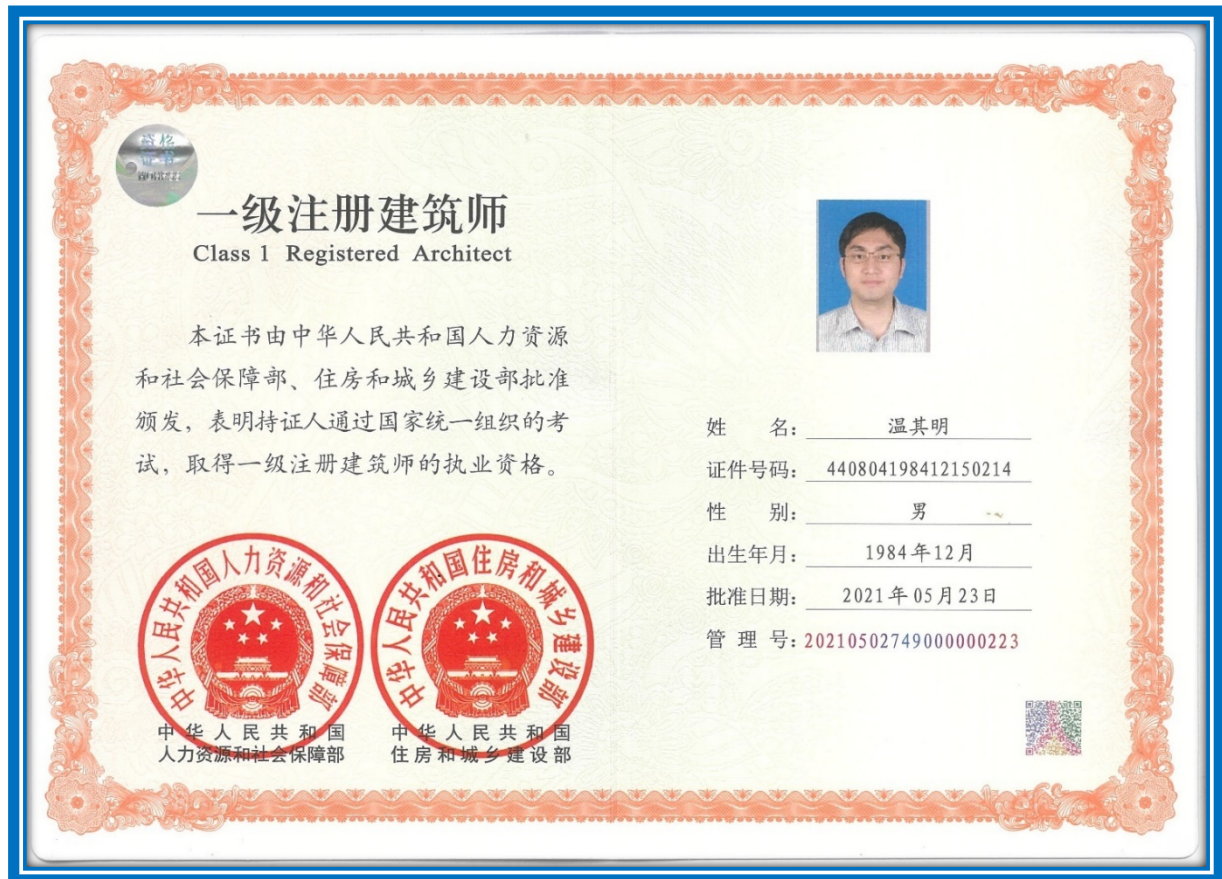 一级注册建筑师
Class 1 Registered Architect
本证书由中华人民共和国人力资源
和社会保障部、住房和城乡建设部批准
颁发，表明持证人通过国家统一组织的考
试，取得一级注册建筑师的执业资格。
中华人民共和国人力资源和社会保障部
中华人民共和国住房和城乡建设部
中华人民共和国
人力资源和社会保障部
中华人民共和国
住房和城乡建设部
姓 名：温其明
证件号码：440804198412150214
性 别：男
出生年月：1984年12月
批准日期：2021年05月23日
管 理 号：20210502749000000223